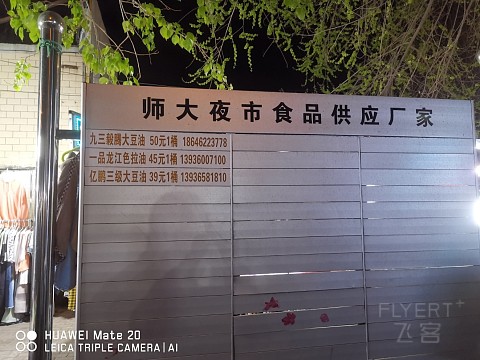 师大夜市食品供应厂家
九三毅腾大豆油 50元1桶 18646223778
一品龙江色拉油 45元1桶 13936007100
亿鹏三级大豆油 39元1桶 13936581810
FLYERT+
飞客
HUAWEI Mate 20
LEICA TRIPLE CAMERA | AI